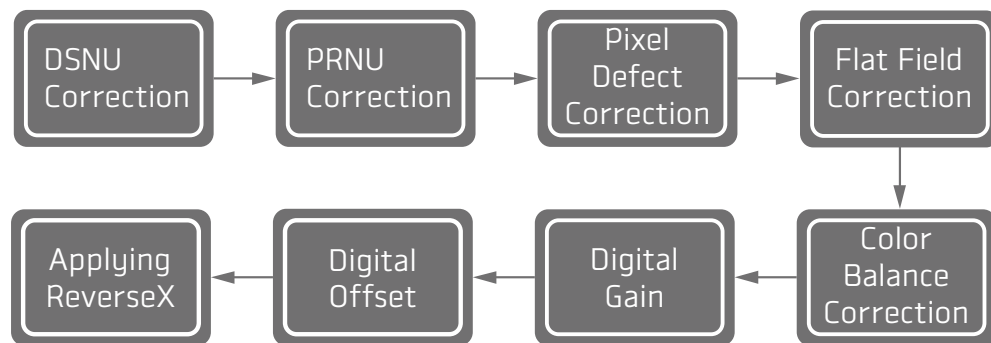 DSNU
Correction
PRNU
Correction
Pixel
Defect
Correction
Flat Field
Correction
Color
Balance
Correction
Digital
Gain
Digital
Offset
Applying
ReverseX